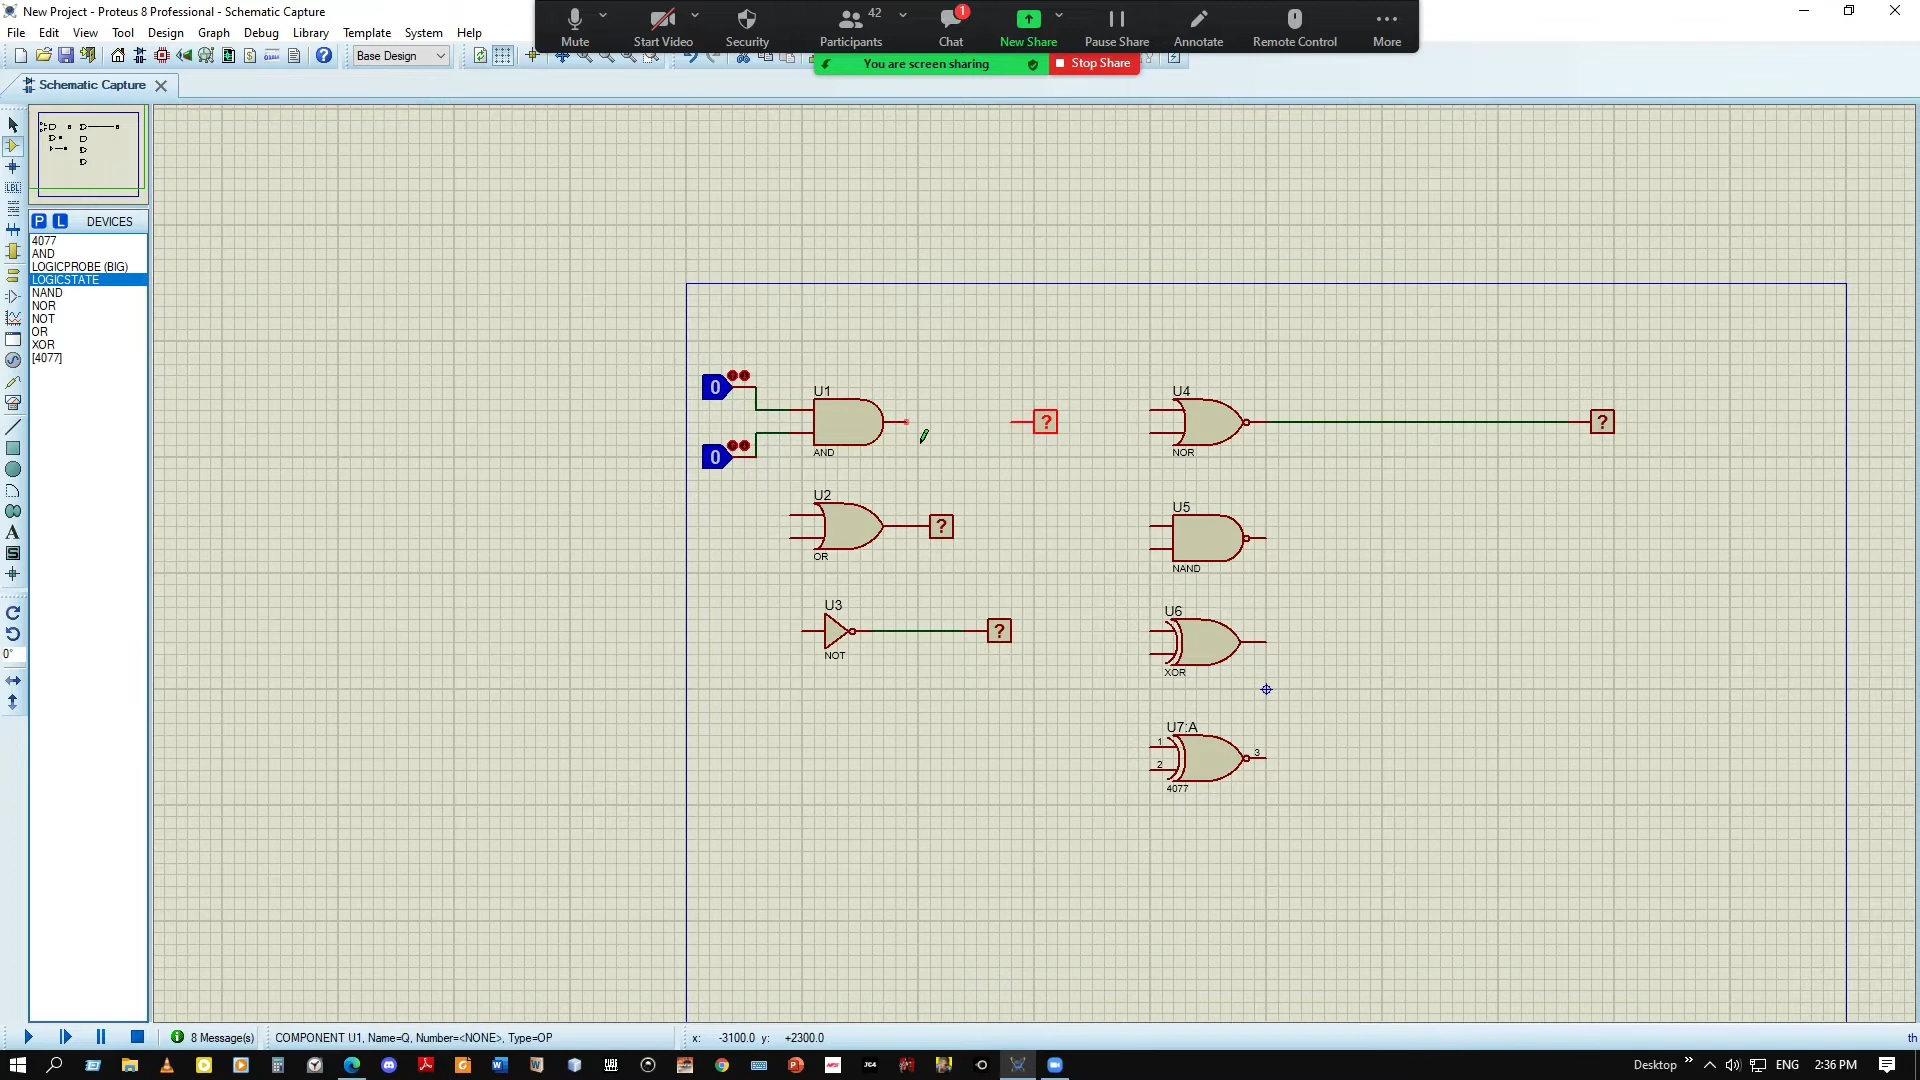 New Project - Proteus 8 Professional - Schematic Capture
File Edit View Tool Design Graph Debug Library Template System Help
Mute Start Video Security Participants 42 Chat 1 New Share Pause Share Annotate Remote Control More
You are screen sharing Stop Share
Base Design
Schematic Capture
P L DEVICES
4077
AND
LOGICPROBE (BIG)
LOGICSTATE
NAND
NOR
NOT
OR
XOR
[4077]
LBL
A
S
0°
0
0
U1
AND
?
U2
OR
?
U3
NOT
?
U4
NOR
?
U5
NAND
U6
XOR
U7:A
1
2
3
4077
8 Message(s) COMPONENT U1, Name=Q, Number=<NONE>, Type=OP x: -3100.0 y: +2300.0 th
Desktop ENG 2:36 PM